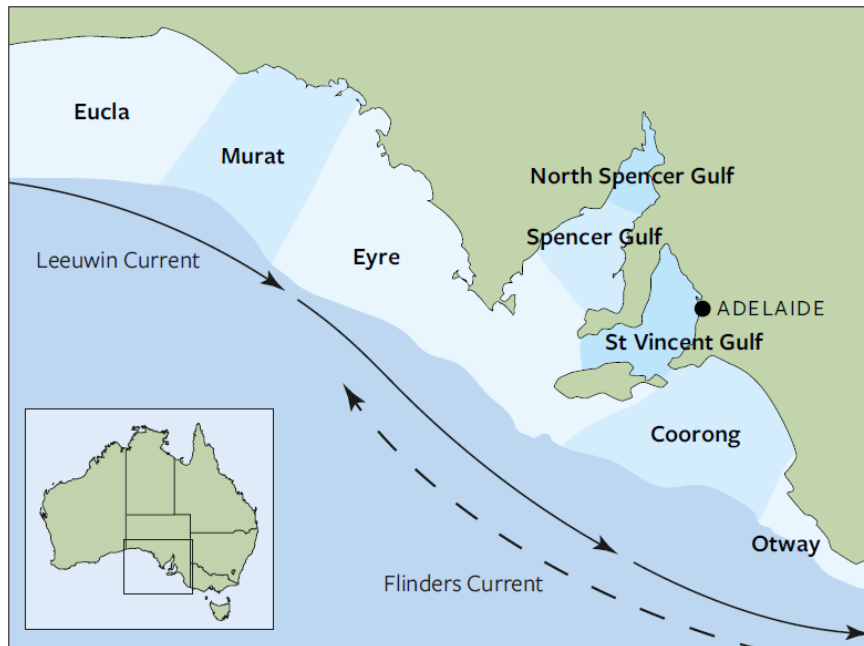 Eucla
Murat
North Spencer Gulf
Spencer Gulf
Eyre
Leeuwin Current
ADELAIDE
St Vincent Gulf
Coorong
Otway
Flinders Current